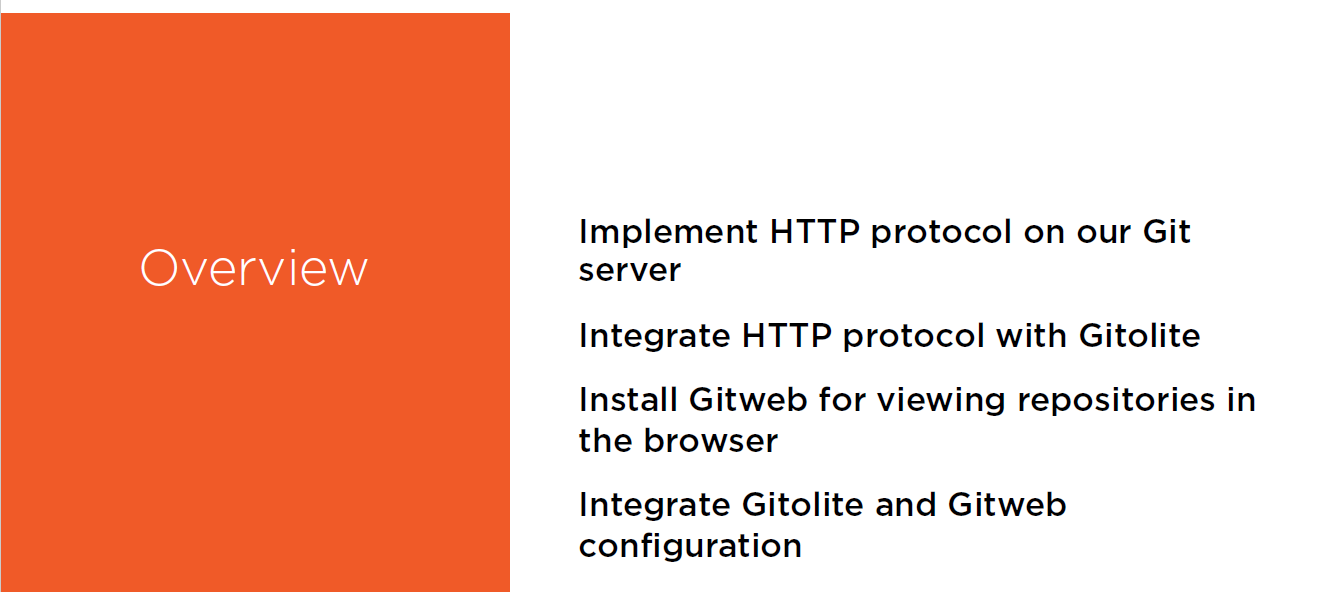 Overview
Implement HTTP protocol on our Git
server
Integrate HTTP protocol with Gitolite
Install Gitweb for viewing repositories in
the browser
Integrate Gitolite and Gitweb
configuration